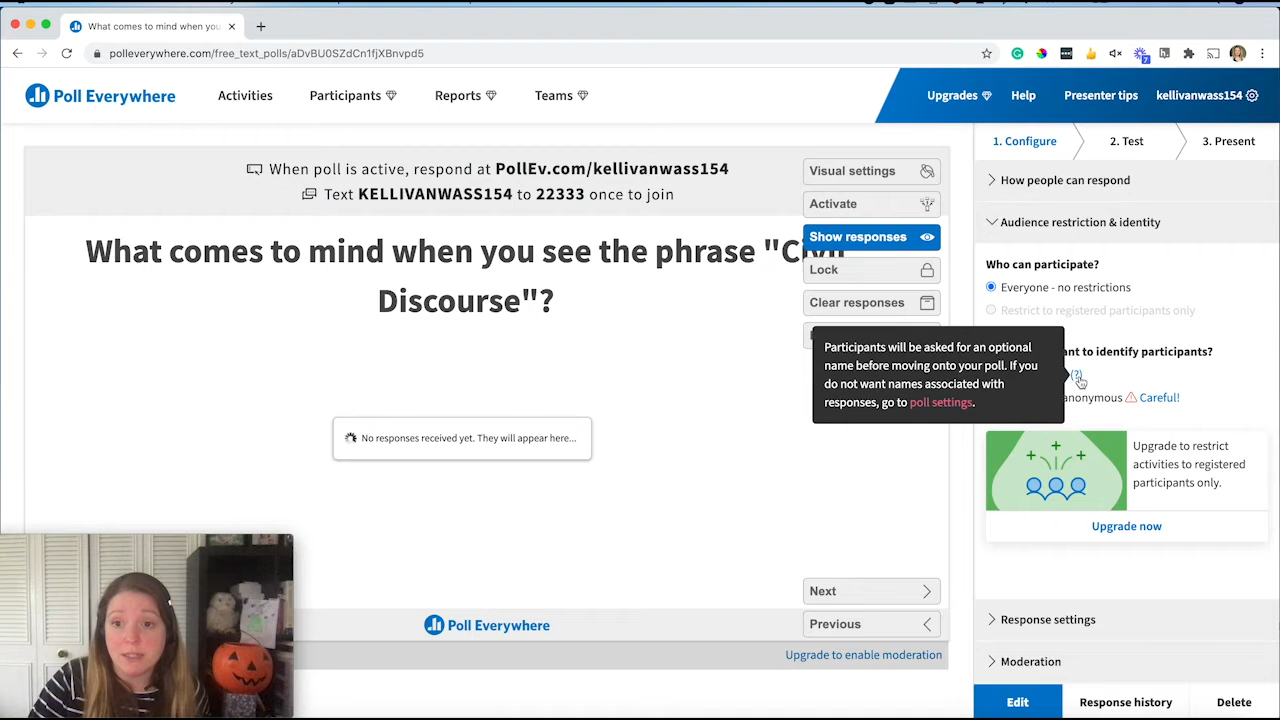 What comes to mind when you
polleverywhere.com/free_text_polls/aDvBU0SZdCn1fjXBnvpd5
7
Poll Everywhere
Activities
Participants
Reports
Teams
Upgrades
Help
Presenter tips
kellivanwass154
When poll is active, respond at PollEv.com/kellivanwass154
Text KELLIVANWASS154 to 22333 once to join
What comes to mind when you see the phrase "Civil
Discourse"?
Visual settings
Activate
Show responses
Lock
Clear responses
Participants will be asked for an optional
name before moving onto your poll. If you
do not want names associated with
responses, go to poll settings.
No responses received yet. They will appear here...
Next
Previous
Poll Everywhere
Upgrade to enable moderation
1. Configure
2. Test
3. Present
How people can respond
Audience restriction & identity
Who can participate?
Everyone - no restrictions
Restrict to registered participants only
to identify participants?
(?)
anonymous Careful!
Upgrade to restrict
activities to registered
participants only.
Upgrade now
Response settings
Moderation
Edit
Response history
Delete